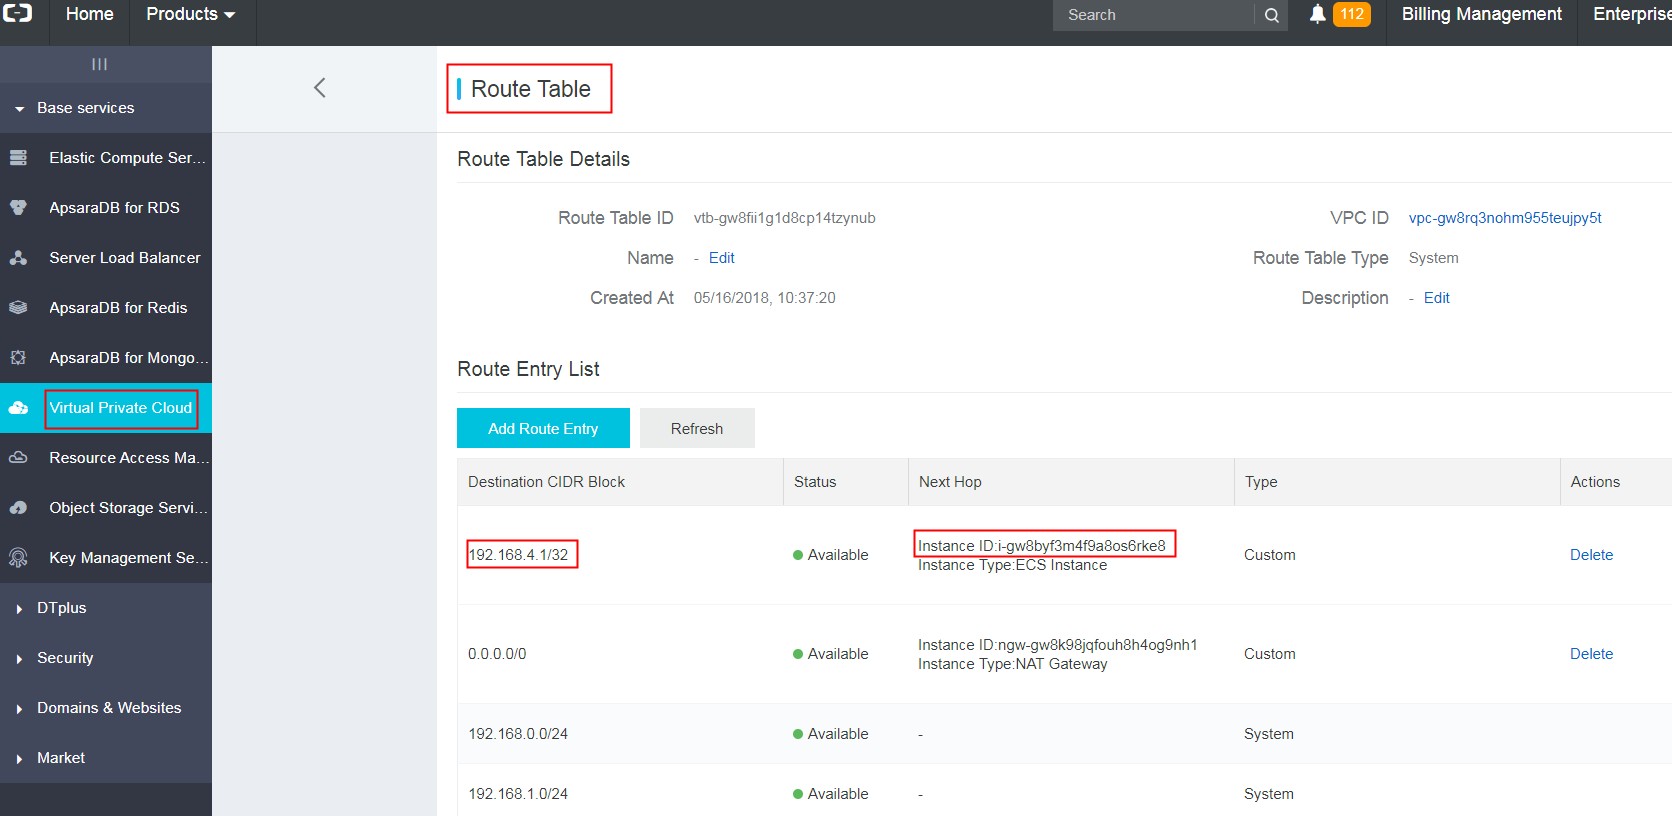 Home
Products
Search
112
Billing Management
Enterprise
Base services
Elastic Compute Ser...
ApsaraDB for RDS
Server Load Balancer
ApsaraDB for Redis
ApsaraDB for Mongo...
Virtual Private Cloud
Resource Access Ma...
Object Storage Servi...
Key Management Se...
DTplus
Security
Domains & Websites
Market
Route Table
Route Table Details
Route Table ID vtb-gw8fii1g1d8cp14tzynub
VPC ID vpc-gw8rq3nohm955teujpy5t
Name - Edit
Route Table Type System
Created At 05/16/2018, 10:37:20
Description - Edit
Route Entry List
Add Route Entry
Refresh
Destination CIDR Block Status Next Hop Type Actions
192.168.4.1/32 Available Instance ID:i-gw8byf3m4f9a8os6rke8 Custom Delete
Instance Type:ECS Instance
0.0.0.0/0 Available Instance ID:ngw-gw8k98jqfouh8h4og9nh1 Custom Delete
Instance Type:NAT Gateway
192.168.0.0/24 Available - System
192.168.1.0/24 Available - System